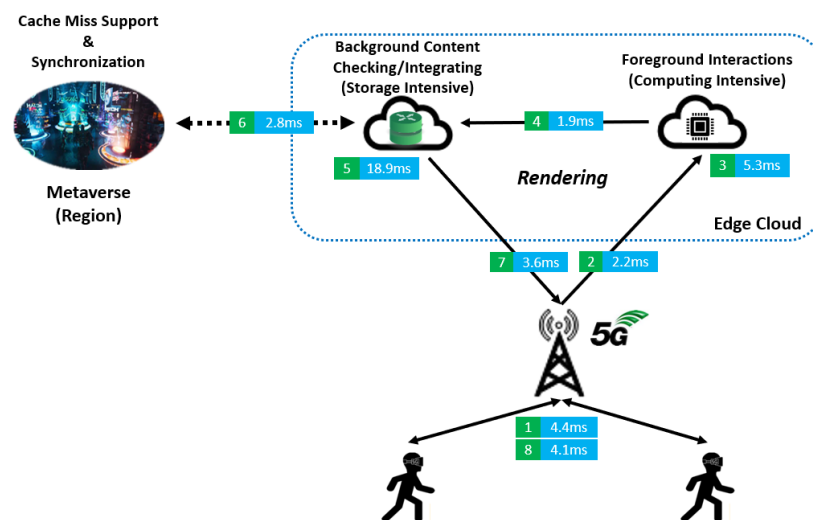 Cache Miss Support
&
Synchronization
Background Content
Checking/Integrating
(Storage Intensive)
Foreground Interactions
(Computing Intensive)
6 2.8ms
4 1.9ms
5 18.9ms
3 5.3ms
Rendering
Metaverse
(Region)
Edge Cloud
7 3.6ms
2 2.2ms
5G
1 4.4ms
8 4.1ms